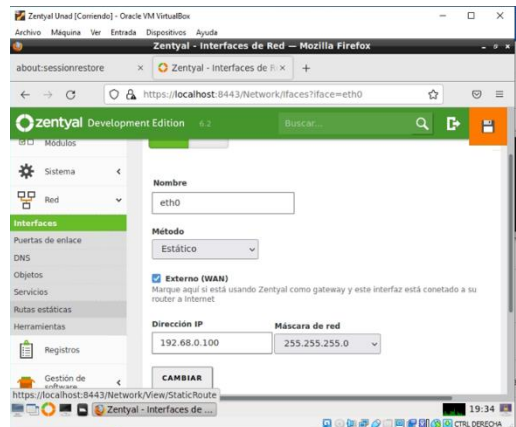 Zentyal Unad [Corriendo] - Oracle VM VirtualBox
Archivo Máquina Ver Entrada Dispositivos Ayuda
Zentyal - Interfaces de Red — Mozilla Firefox
about:sessionrestore
Zentyal - Interfaces de R
https://localhost:8443/Network/Ifaces?iface=eth0
zentyal Development Edition 6.2
Buscar...
Módulos
Sistema
Red
Interfaces
Puertas de enlace
DNS
Objetos
Servicios
Rutas estáticas
Herramientas
Registros
Gestión de
software
Nombre
eth0
Método
Estático
Externo (WAN)
Marque aquí si está usando Zentyal como gateway y este interfaz está conetado a su
router a Internet
Dirección IP Máscara de red
192.68.0.100 255.255.255.0
CAMBIAR
https://localhost:8443/Network/View/StaticRoute
Zentyal - Interfaces de ...
19:34
CTRL DERECHA